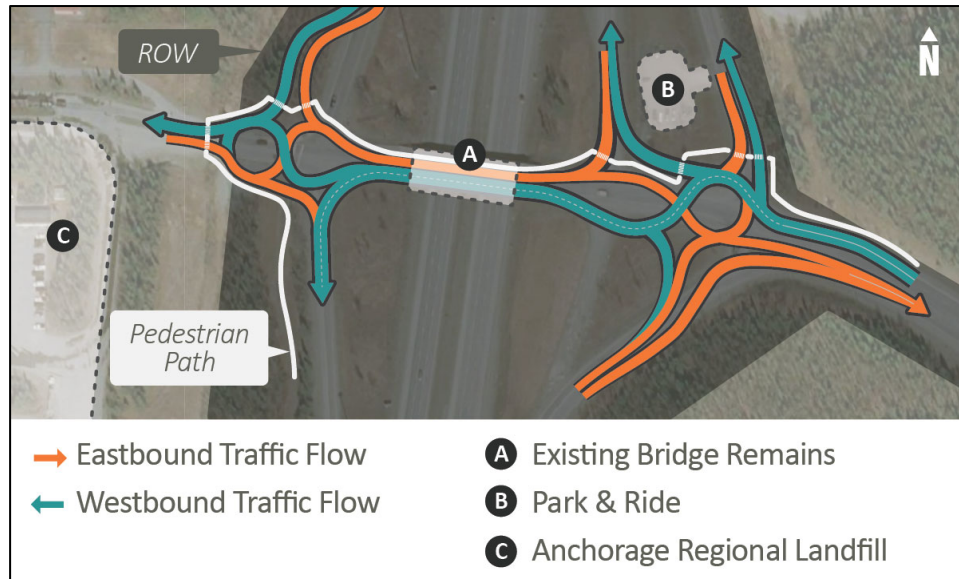 ROW
N
B
A
C
Pedestrian
Path
Eastbound Traffic Flow
Westbound Traffic Flow
A Existing Bridge Remains
B Park & Ride
C Anchorage Regional Landfill